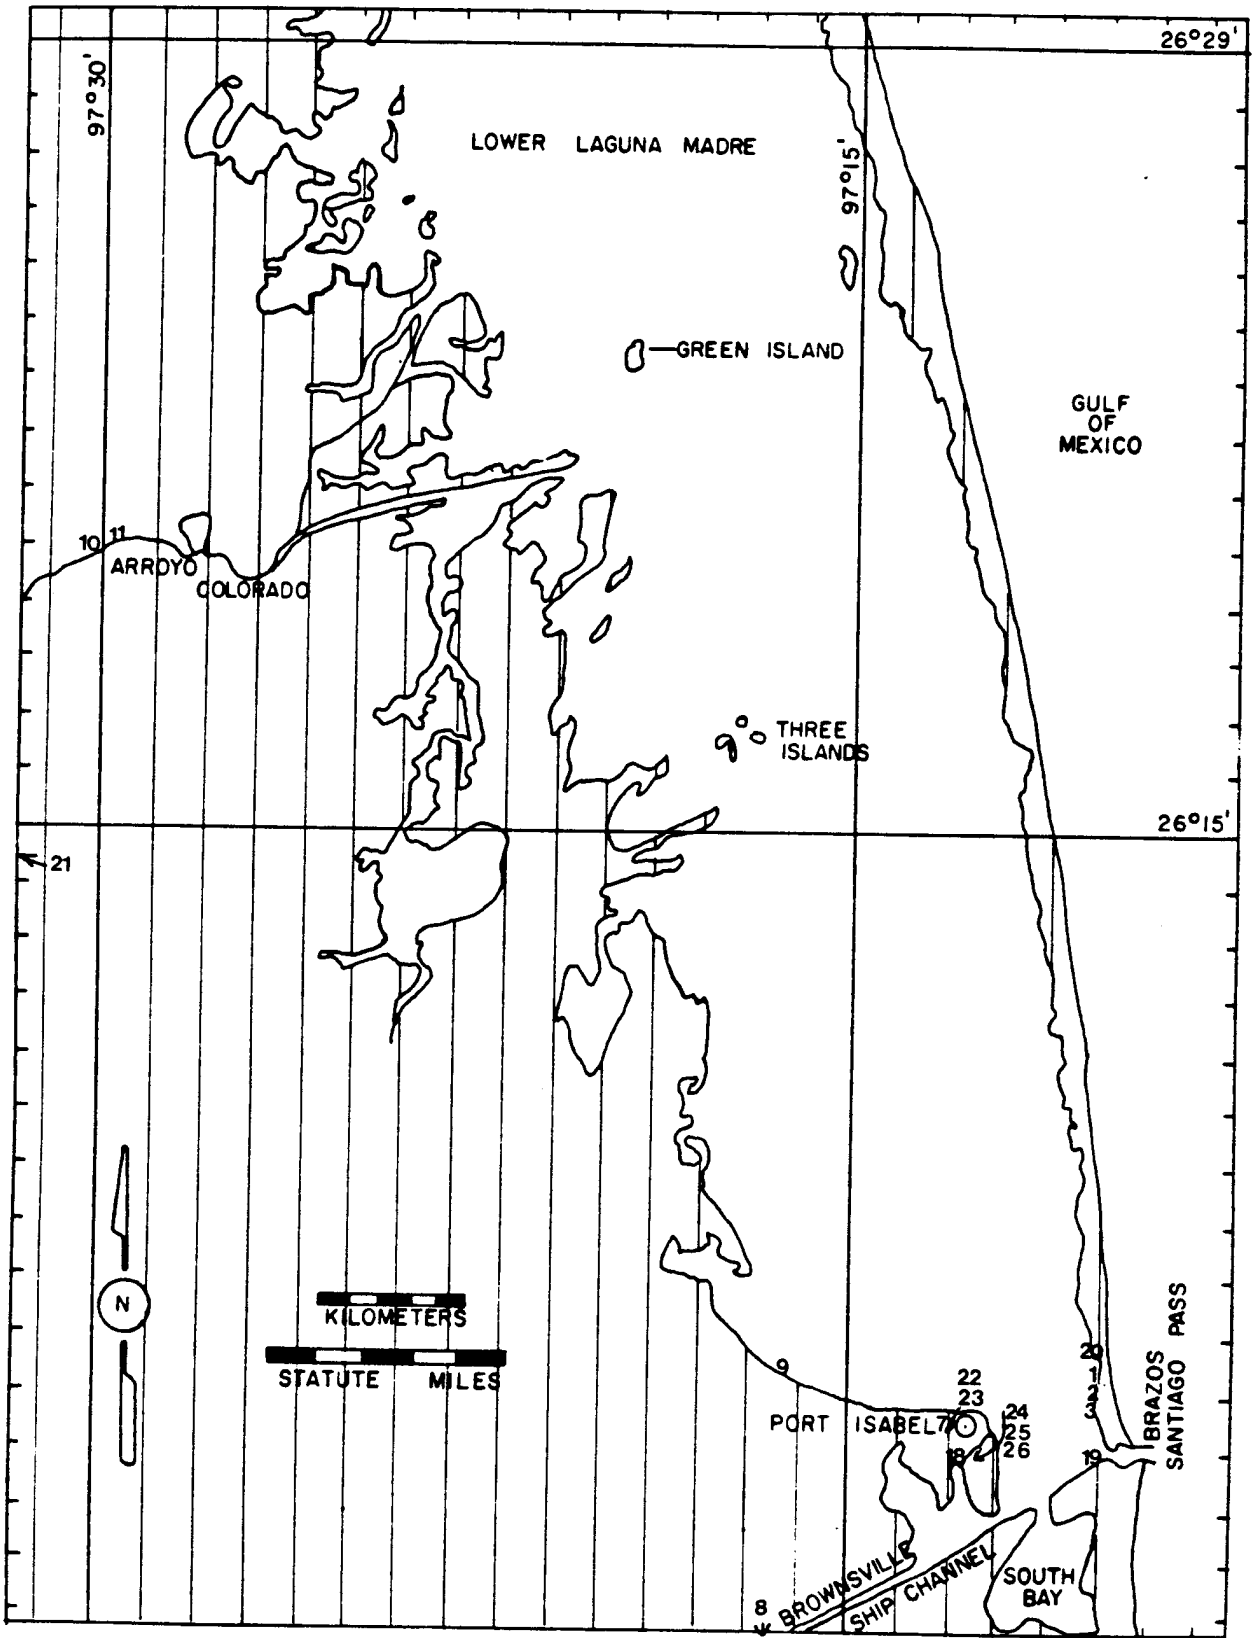 26°29'
97°30'
LOWER LAGUNA MADRE
97°15'
GREEN ISLAND
GULF
OF
MEXICO
10 11
ARROYO
COLORADO
THREE
ISLANDS
26°15'
21
N
KILOMETERS
STATUTE MILES
9
20
1
2
3
BRAZOS
SANTIAGO PASS
22
23
PORT ISABEL 7
24
25
26
18
19
8
BROWNSVILLE
SHIP CHANNEL
SOUTH
BAY